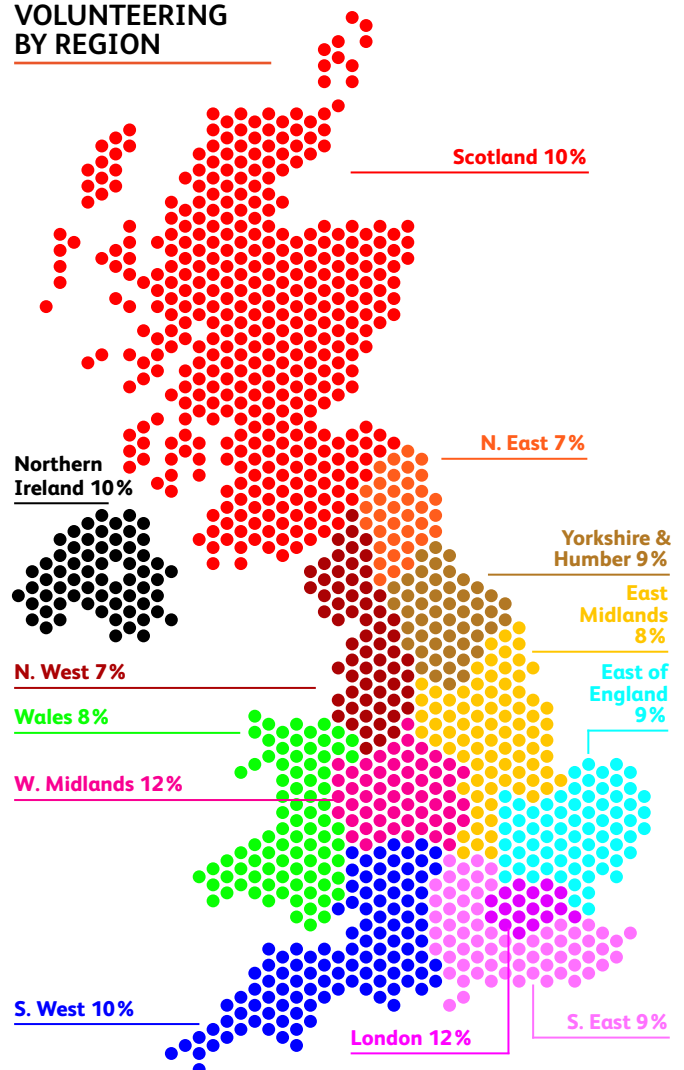 VOLUNTEERING
BY REGION
Scotland 10%
N. East 7%
Northern
Ireland 10%
Yorkshire &
Humber 9%
East
Midlands
8%
N. West 7%
East of
England
9%
Wales 8%
W. Midlands 12%
S. West 10%
S. East 9%
London 12%